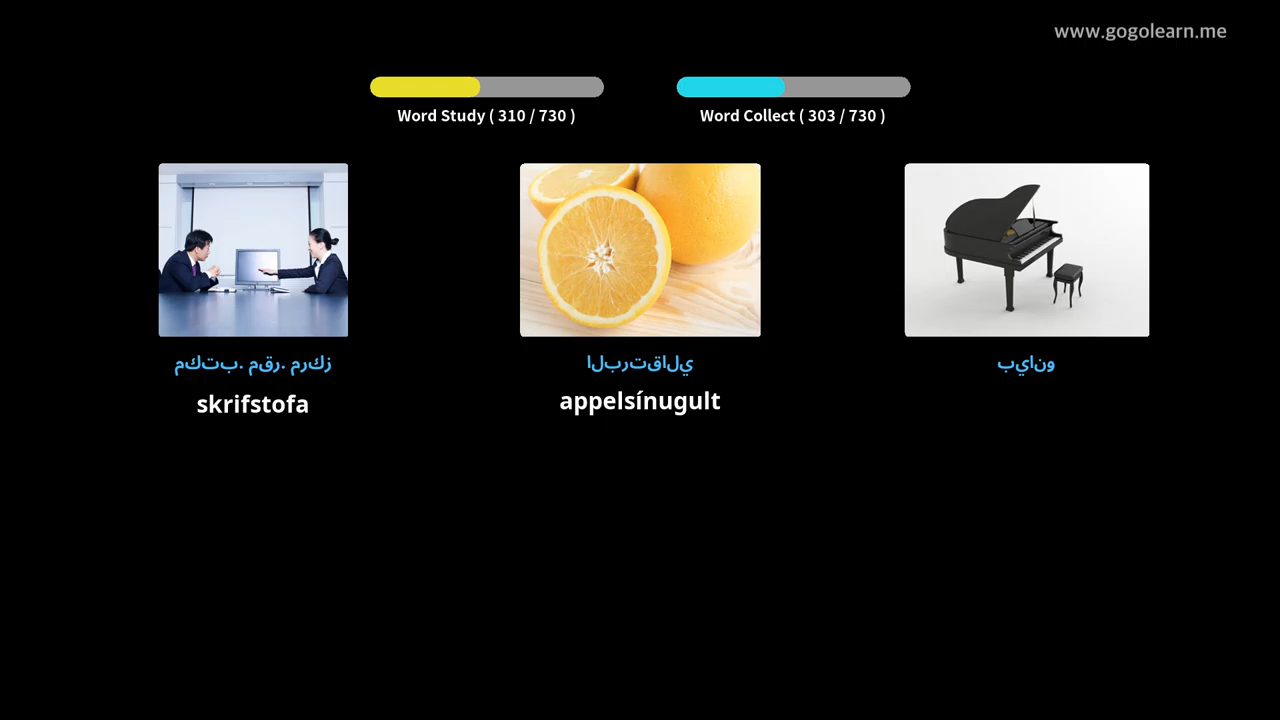 www.gogolearn.me
Word Study ( 310 / 730 )
Word Collect ( 303 / 730 )
مكتب. مقر. مركز
skrifstofa
البرتقالي
appelsínugult
بيانو